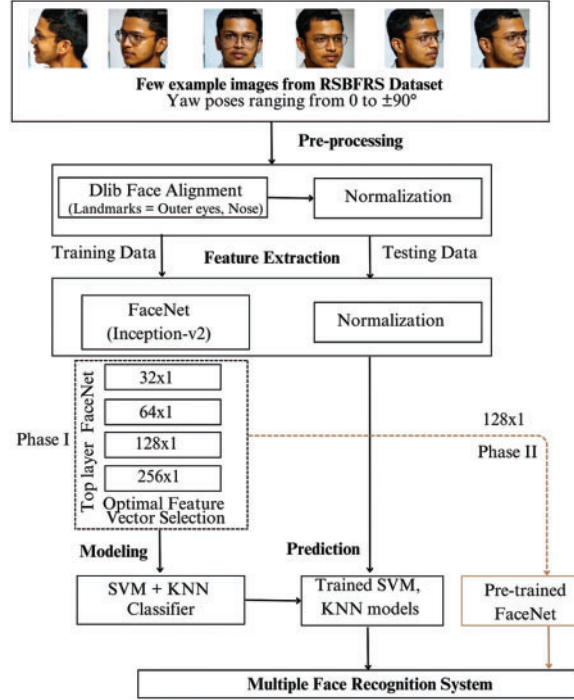 Few example images from RSBFRS Dataset
Yaw poses ranging from 0 to ±90°
Pre-processing
Dlib Face Alignment
(Landmarks = Outer eyes, Nose)
Normalization
Training Data
Feature Extraction
Testing Data
FaceNet
(Inception-v2)
Normalization
Phase I
Top layer FaceNet
32x1
64x1
128x1
256x1
Optimal Feature
Vector Selection
128x1
Phase II
Modeling
Prediction
SVM + KNN
Classifier
Trained SVM,
KNN models
Pre-trained
FaceNet
Multiple Face Recognition System